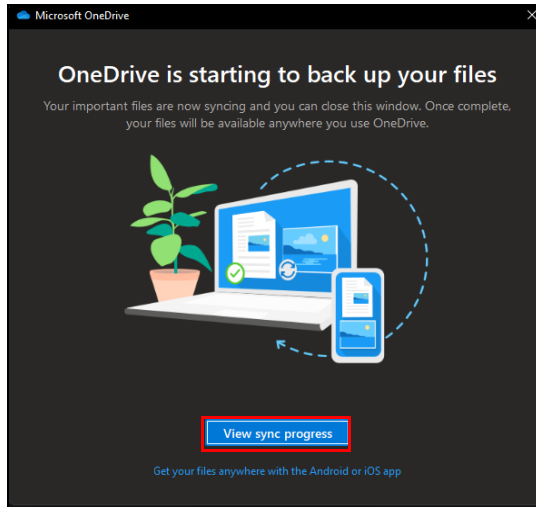 Microsoft OneDrive
OneDrive is starting to back up your files
Your important files are now syncing and you can close this window. Once complete,
your files will be available anywhere you use OneDrive.
View sync progress
Get your files anywhere with the Android or iOS app